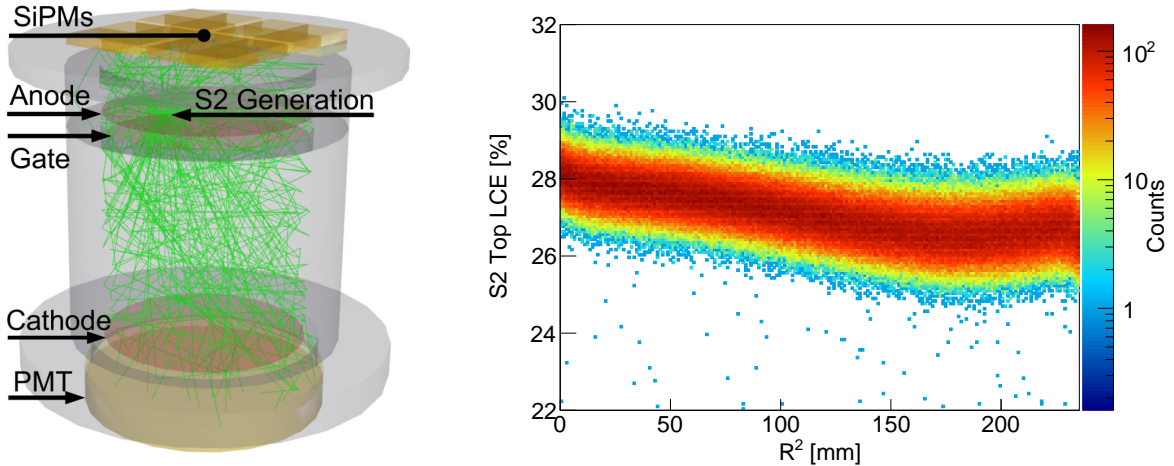 SiPMs
Anode
S2 Generation
Gate
Cathode
PMT
S2 Top LCE [%]
32
30
28
26
24
22
0
50
100
150
200
R² [mm]
10²
10
1
Counts